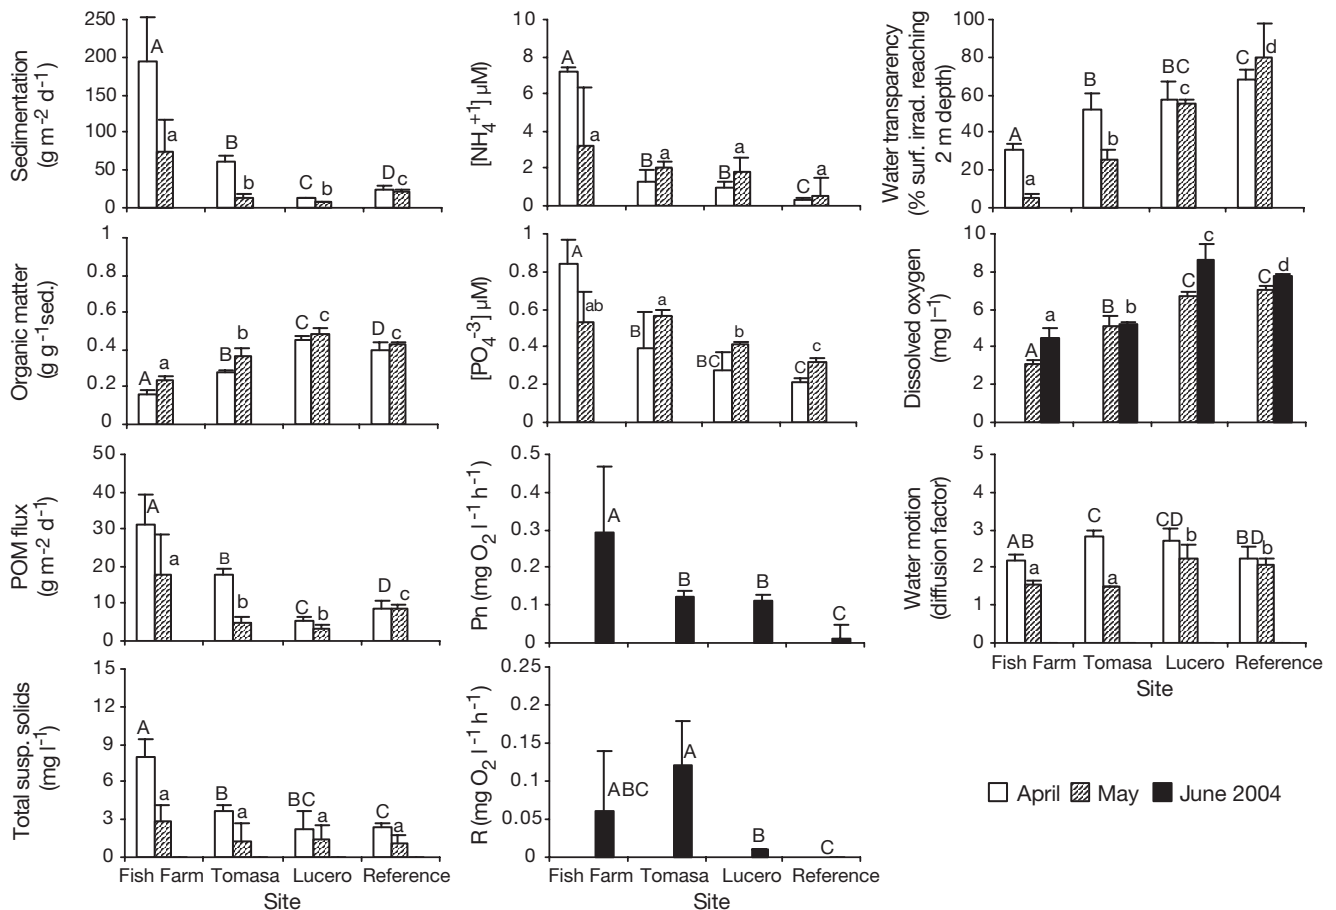 Sedimentation
(g m-2 d-1)
250
200
150
100
50
0
A
a
B
b
C
b
D
c
Organic matter
(g g-1 sed.)
1
0.8
0.6
0.4
0.2
0
A
a
B
b
C
c
D
c
POM flux
(g m-2 d-1)
50
40
30
20
10
0
A
a
B
b
C
b
D
c
Total susp. solids
(mg l-1)
15
12
9
6
3
0
A
a
B
a
BC
a
C
a
Fish Farm Tomasa Lucero Reference
Site
[NH4+1] µM)
10
8
6
4
2
0
A
a
B
a
B
a
C
a
[PO4-3] µM)
1
0.8
0.6
0.4
0.2
0
A
ab
B
a
BC
b
C
c
Pn (mg O2 l-1 h-1)
0.5
0.4
0.3
0.2
0.1
0
A
B
B
C
R (mg O2 l-1 h-1)
0.25
0.2
0.15
0.1
0.05
0
ABC
A
B
C
Fish Farm Tomasa Lucero Reference
Site
Water transparency
(% surf. irrad. reaching
2 m depth)
100
80
60
40
20
0
A
a
B
b
BC
c
C
d
Dissolved oxygen
(mg l-1)
10
8
6
4
2
0
A
a
B
b
C
c
C
d
Water motion
(diffusion factor)
5
4
3
2
1
0
AB
a
C
a
CD
b
BD
b
Fish Farm Tomasa Lucero Reference
Site
April May June 2004